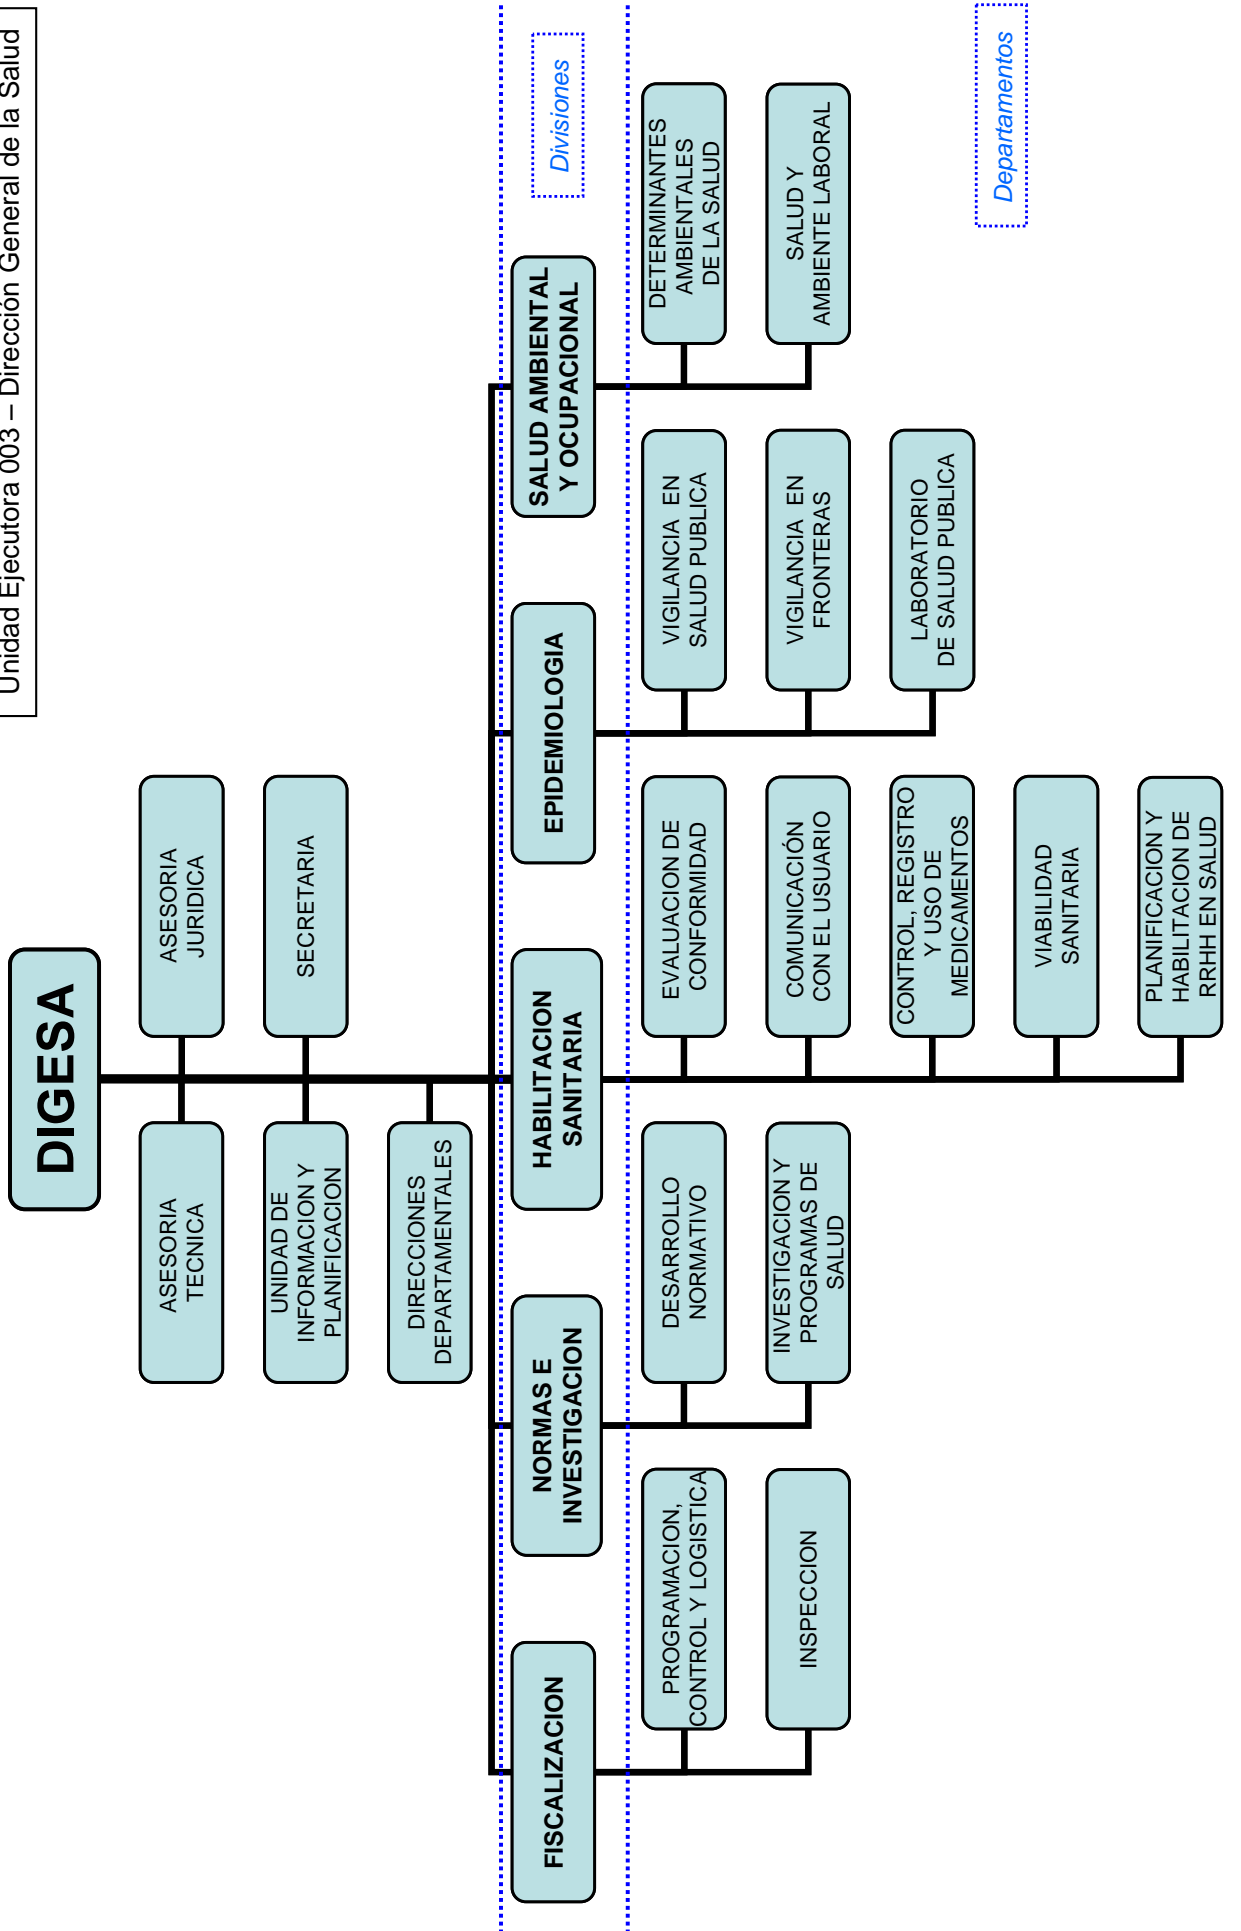 Unidad Ejecutora 003 – Dirección General de la Salud
DIGESA
ASESORIA
TECNICA
ASESORIA
JURIDICA
UNIDAD DE
INFORMACION Y
PLANIFICACION
SECRETARIA
DIRECCIONES
DEPARTAMENTALES
Divisiones
FISCALIZACION
NORMAS E
INVESTIGACION
HABILITACION
SANITARIA
EPIDEMIOLOGIA
SALUD AMBIENTAL
Y OCUPACIONAL
Departamentos
PROGRAMACION,
CONTROL Y LOGISTICA
INSPECCION
DESARROLLO
NORMATIVO
INVESTIGACION Y
PROGRAMAS DE
SALUD
EVALUACION DE
CONFORMIDAD
COMUNICACIÓN
CON EL USUARIO
CONTROL, REGISTRO
Y USO DE
MEDICAMENTOS
VIABILIDAD
SANITARIA
PLANIFICACION Y
HABILITACION DE
RRHH EN SALUD
VIGILANCIA EN
SALUD PUBLICA
VIGILANCIA EN
FRONTERAS
LABORATORIO
DE SALUD PUBLICA
DETERMINANTES
AMBIENTALES
DE LA SALUD
SALUD Y
AMBIENTE LABORAL